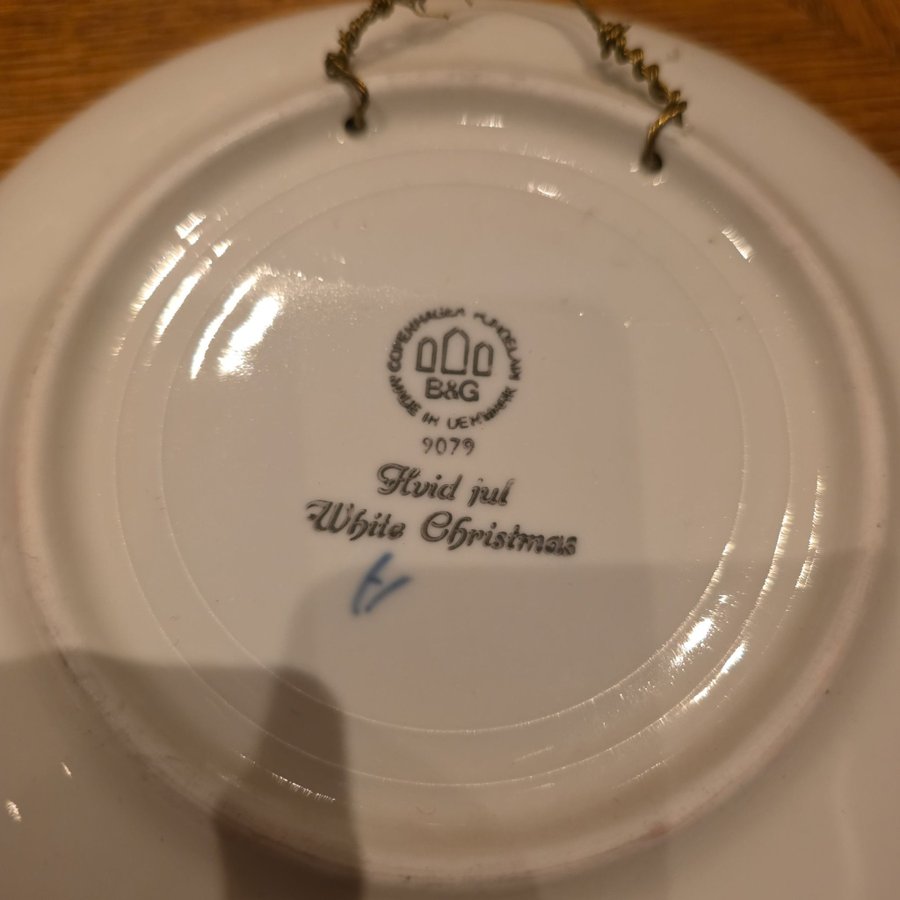 COPENHAGEN PORCELAIN
B&G
MADE IN DENMARK
9079
Hvid jul
White Christmas